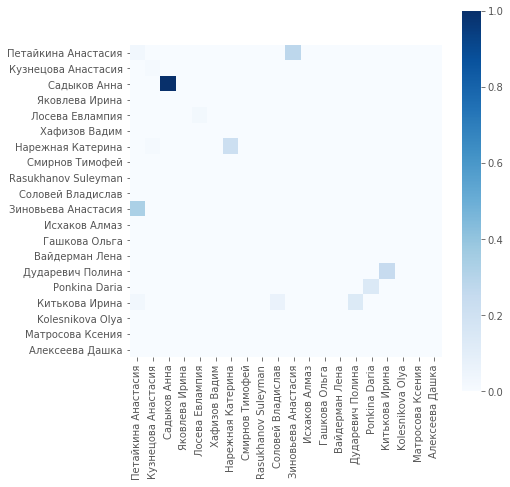 1.0
0.8
0.6
0.4
0.2
0.0
Петайкина Анастасия
Кузнецова Анастасия
Садыков Анна
Яковлева Ирина
Лосева Евлампия
Хафизов Вадим
Нарежная Катерина
Смирнов Тимофей
Rasukhanov Suleyman
Соловей Владислав
Зиновьева Анастасия
Исхаков Алмаз
Гашкова Ольга
Вайдерман Лена
Дударевич Полина
Ponkina Daria
Китькова Ирина
Kolesnikova Olya
Матросова Ксения
Алексеева Дашка
Петайкина Анастасия
Кузнецова Анастасия
Садыков Анна
Яковлева Ирина
Лосева Евлампия
Хафизов Вадим
Нарежная Катерина
Смирнов Тимофей
Rasukhanov Suleyman
Соловей Владислав
Зиновьева Анастасия
Исхаков Алмаз
Гашкова Ольга
Вайдерман Лена
Дударевич Полина
Ponkina Daria
Китькова Ирина
Kolesnikova Olya
Матросова Ксения
Алексеева Дашка